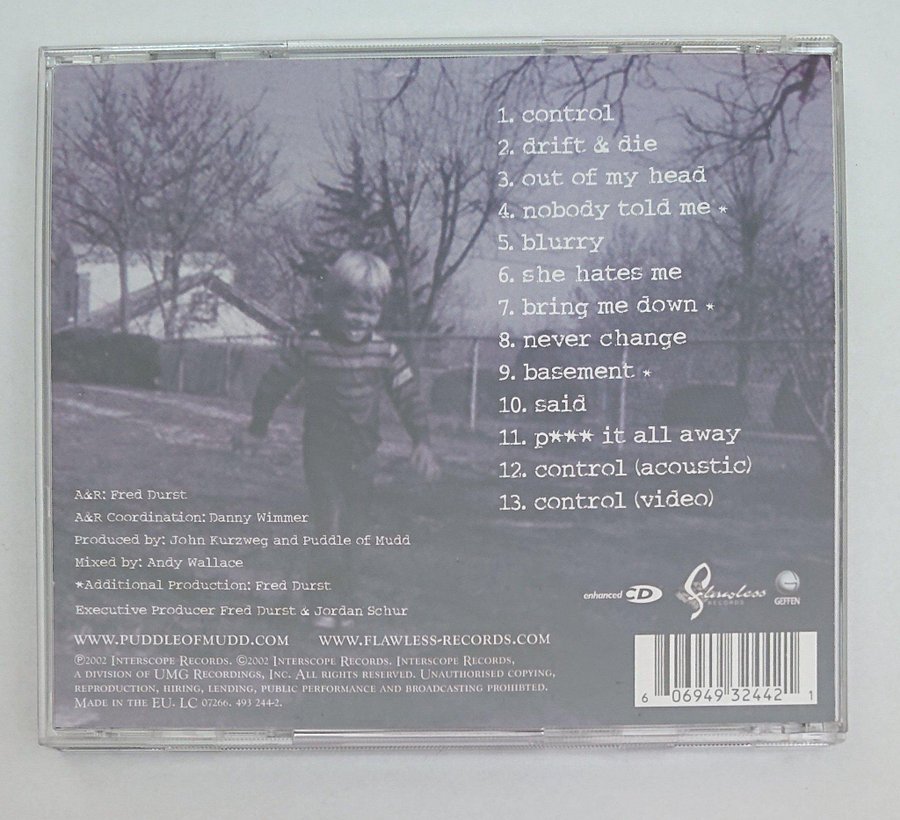 1. control
2. drift & die
3. out of my head
4. nobody told me *
5. blurry
6. she hates me
7. bring me down *
8. never change
9. basement *
10. said
11. p*** it all away
12. control (acoustic)
13. control (video)
A&R: Fred Durst
A&R Coordination: Danny Wimmer
Produced by: John Kurzweg and Puddle of Mudd
Mixed by: Andy Wallace
*Additional Production: Fred Durst
Executive Producer Fred Durst & Jordan Schur
enhanced CD
Flawless
RECORDS
GEFFEN
WWW.PUDDLEOFMUDD.COM WWW.FLAWLESS-RECORDS.COM
℗2002 Interscope Records. ©2002 Interscope Records. Interscope Records,
a division of UMG Recordings, Inc. All rights reserved. Unauthorised copying,
reproduction, hiring, lending, public performance and broadcasting prohibited.
Made in the EU. LC 07266. 493 244-2.
6 06949 32442 1